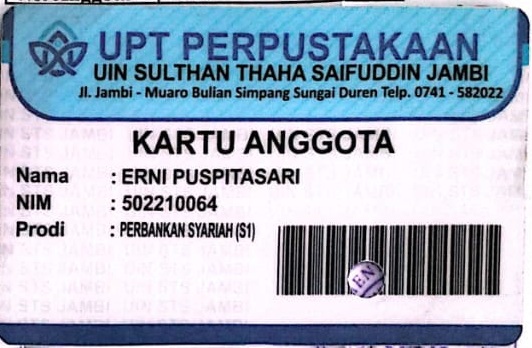 UPT PERPUSTAKAAN
UIN SULTHAN THAHA SAIFUDDIN JAMBI
Jl. Jambi - Muaro Bulian Simpang Sungai Duren Telp. 0741 - 582022
KARTU ANGGOTA
Nama : ERNI PUSPITASARI
NIM : 502210064
Prodi : PERBANKAN SYARIAH (S1)